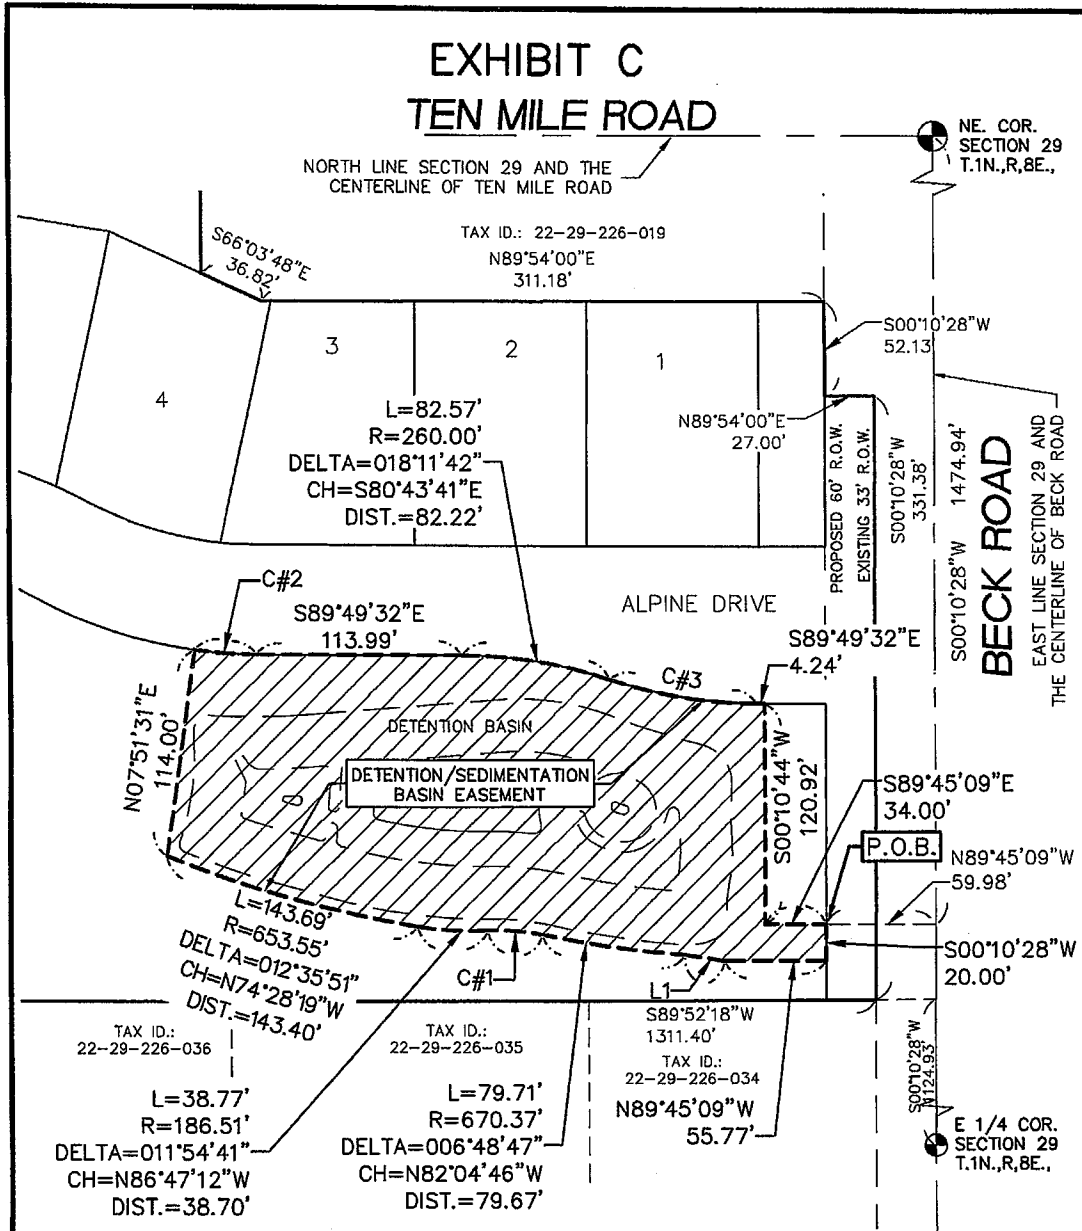 EXHIBIT C
TEN MILE ROAD
NE. COR.
SECTION 29
T.1N.,R,8E.,
NORTH LINE SECTION 29 AND THE
CENTERLINE OF TEN MILE ROAD
TAX ID.: 22-29-226-019
N89°54'00"E
311.18'
S66°03'48"E
36.82'
S00°10'28"W
52.13'
4
3
2
1
N89°54'00"E
27.00'
L=82.57'
R=260.00'
DELTA=018°11'42"
CH=S80°43'41"E
DIST.=82.22'
PROPOSED 60' R.O.W.
EXISTING 33' R.O.W.
S00°10'28"W
331.38'
S00°10'28"W 1474.94'
BECK ROAD
EAST LINE SECTION 29 AND
THE CENTERLINE OF BECK ROAD
C#2
S89°49'32"E
113.99'
ALPINE DRIVE
S89°49'32"E
4.24'
C#3
N07°51'31"E
114.00'
DETENTION BASIN
DETENTION/SEDIMENTATION
BASIN EASEMENT
S00°10'44"W
120.92'
S89°45'09"E
34.00'
P.O.B.
N89°45'09"W
59.98'
L=143.69'
R=653.55'
DELTA=012°35'51"
CH=N74°28'19"W
DIST.=143.40'
C#1
L1
S00°10'28"W
20.00'
S89°52'18"W
1311.40'
TAX ID.:
22-29-226-036
TAX ID.:
22-29-226-035
TAX ID.:
22-29-226-034
S00°10'28"W
L=38.77'
R=186.51'
DELTA=011°54'41"
CH=N86°47'12"W
DIST.=38.70'
L=79.71'
R=670.37'
DELTA=006°48'47"
CH=N82°04'46"W
DIST.=79.67'
N89°45'09"W
55.77'
E 1/4 COR.
SECTION 29
T.1N.,R,8E.,